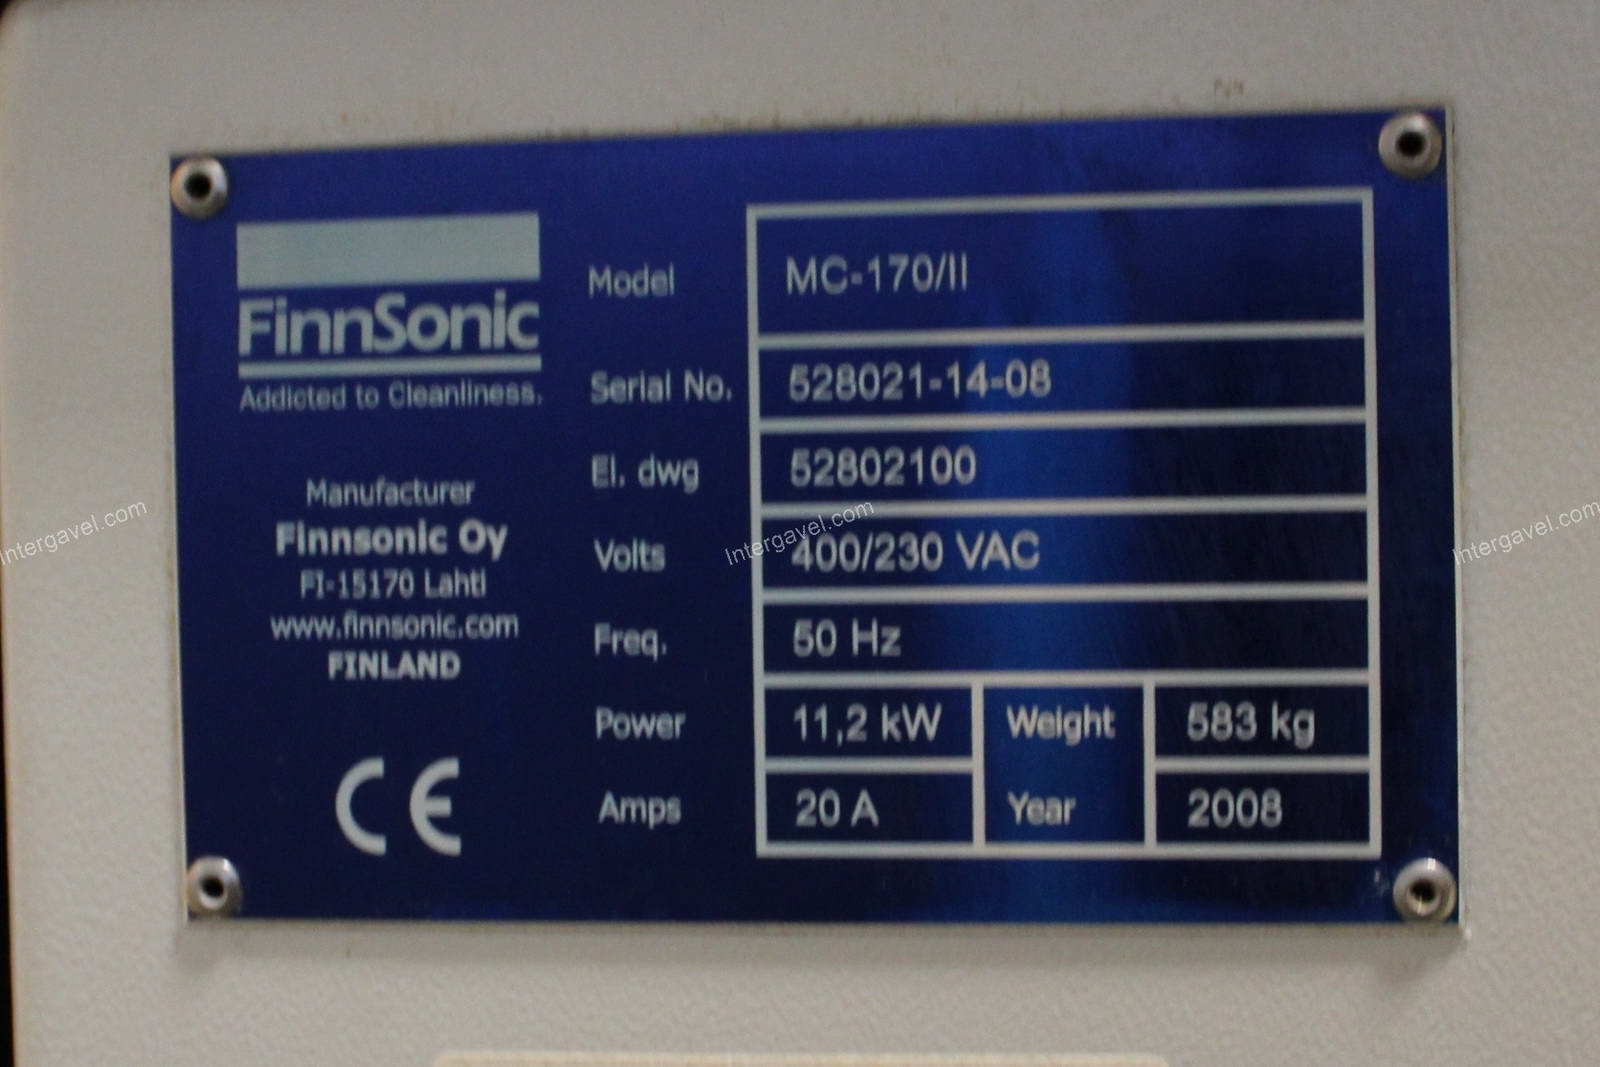 FinnSonic
Addicted to Cleanliness.
Manufacturer
Finnsonic Oy
FI-15170 Lahti
www.finnsonic.com
FINLAND
CE
Model MC-170/II
Serial No. 528021-14-08
El. dwg 52802100
Volts 400/230 VAC
Freq. 50 Hz
Power 11,2 kW Weight 583 kg
Amps 20 A Year 2008
Intergavel.com
Intergavel.com
Intergavel.com